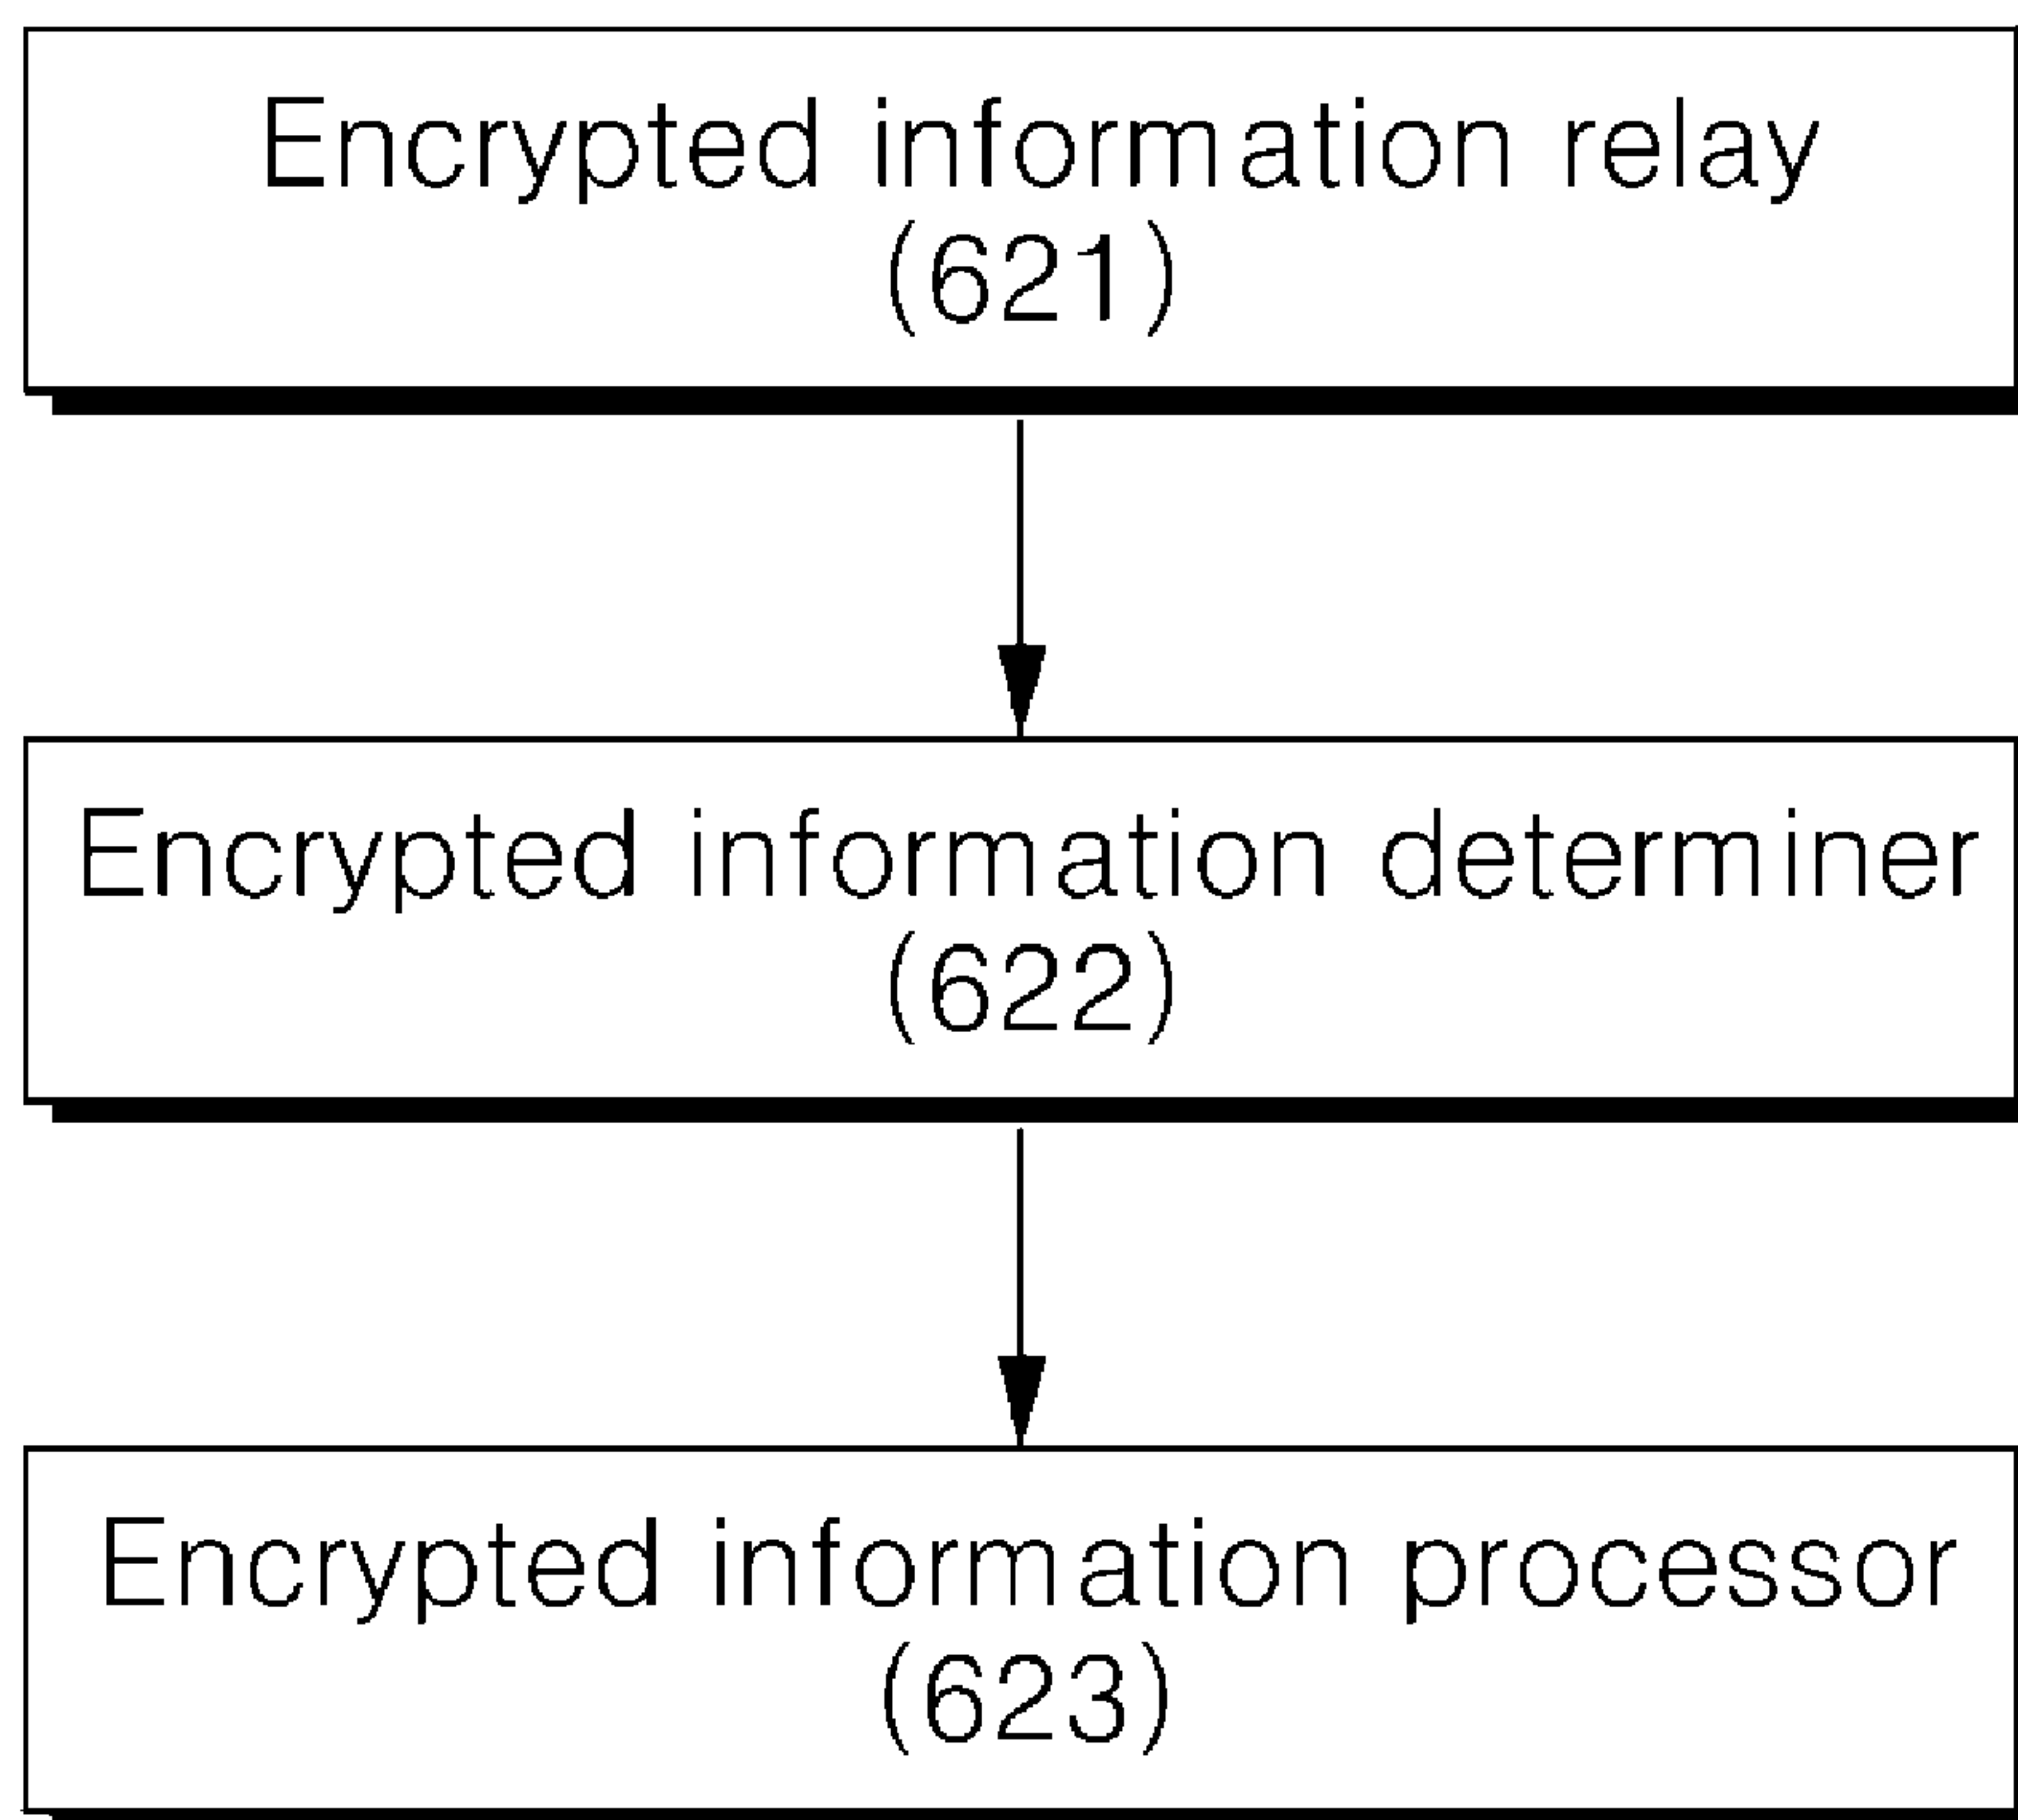 Encrypted information relay
(621)
Encrypted information determiner
(622)
Encrypted information processor
(623)